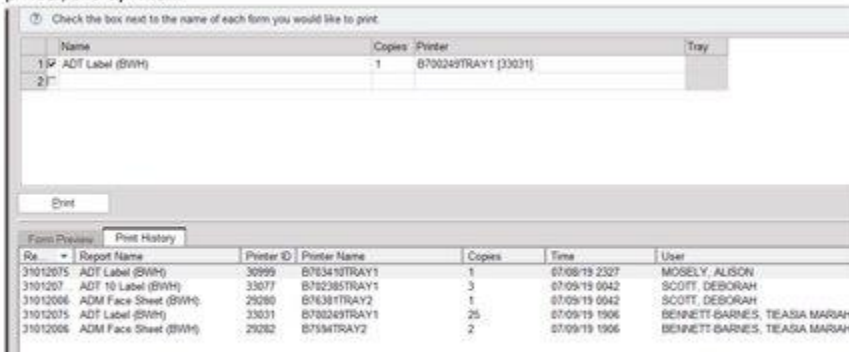 Check the box next to the name of each form you would like to print.
Name Copies Printer Tray
1 ADT Label (BWH) 1 B700249TRAY1 [33031]
2
Print
Form Preview Print History
Re... Report Name Printer ID Printer Name Copies Time User
31012075 ADT Label (BWH) 30999 B703410TRAY1 1 07/08/19 2327 MOSELY, ALISON
3101207... ADT 10 Label (BWH) 33077 B702385TRAY1 3 07/09/19 0042 SCOTT, DEBORAH
31012006 ADM Face Sheet (BWH) 29280 B76381TRAY2 1 07/09/19 0042 SCOTT, DEBORAH
31012075 ADT Label (BWH) 33031 B700249TRAY1 25 07/09/19 1906 BENNETT-BARNES, TIEASIA MARIAH
31012006 ADM Face Sheet (BWH) 29282 B7594TRAY2 2 07/09/19 1906 BENNETT-BARNES, TIEASIA MARIAH